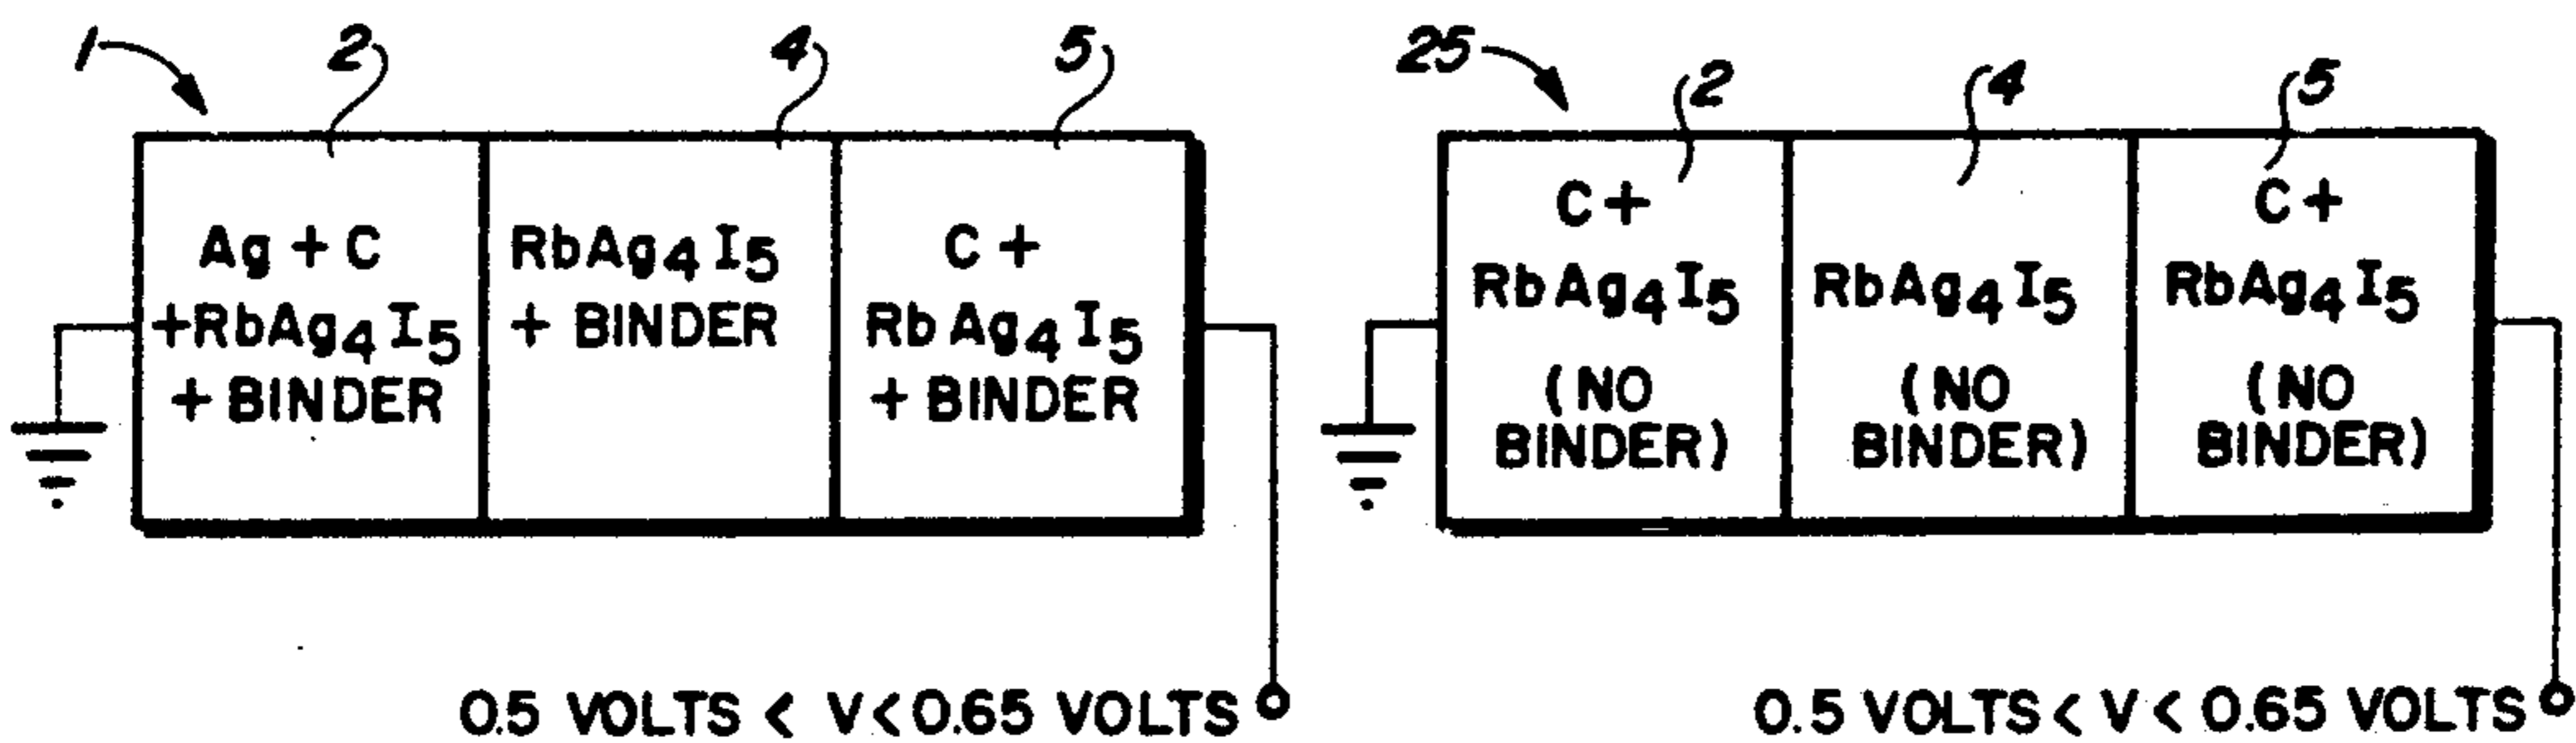 1 2 4 5
Ag + C
+RbAg4I5
+ BINDER
RbAg4I5
+ BINDER
C +
RbAg4I5
+ BINDER
0.5 VOLTS < V < 0.65 VOLTS
25 2 4 5
C +
RbAg4I5
(NO
BINDER)
RbAg4I5
(NO
BINDER)
C +
RbAg4I5
(NO
BINDER)
0.5 VOLTS < V < 0.65 VOLTS